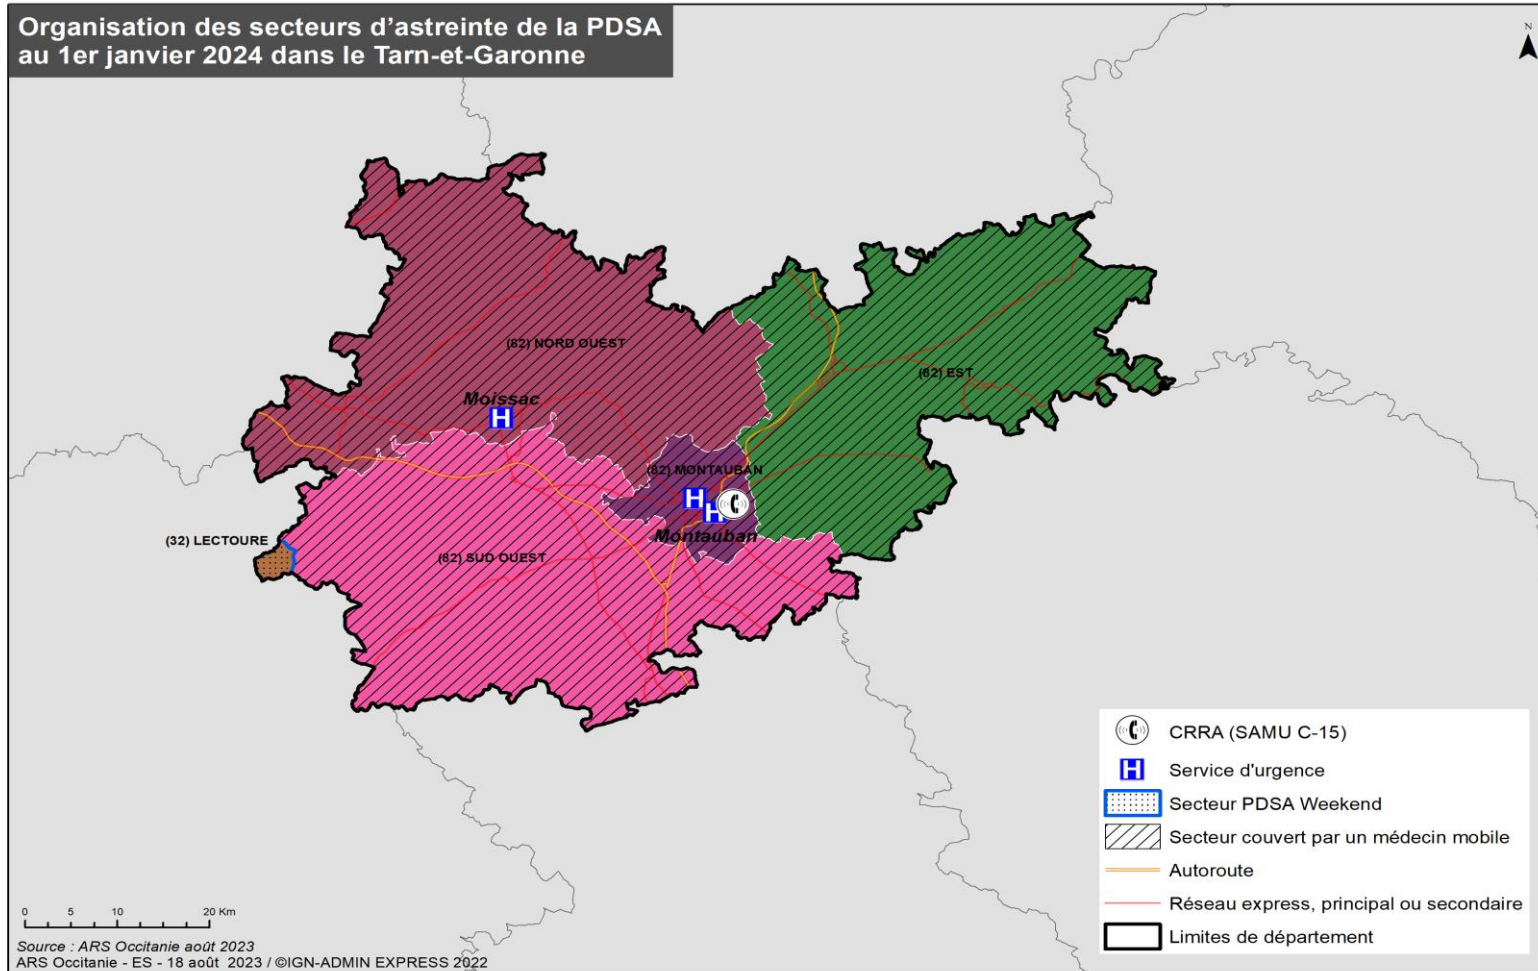 Organisation des secteurs d'astreinte de la PDSA
au 1er janvier 2024 dans le Tarn-et-Garonne
N
(82) NORD OUEST
(82) EST
Moissac
H
(82) MONTAUBAN
H
H
Montauban
(32) LECTOURE
(82) SUD OUEST
CRRA (SAMU C-15)
H Service d'urgence
Secteur PDSA Weekend
Secteur couvert par un médecin mobile
Autoroute
Réseau express, principal ou secondaire
Limites de département
0 5 10 20 Km
Source : ARS Occitanie août 2023
ARS Occitanie - ES - 18 août 2023 / ©IGN-ADMIN EXPRESS 2022